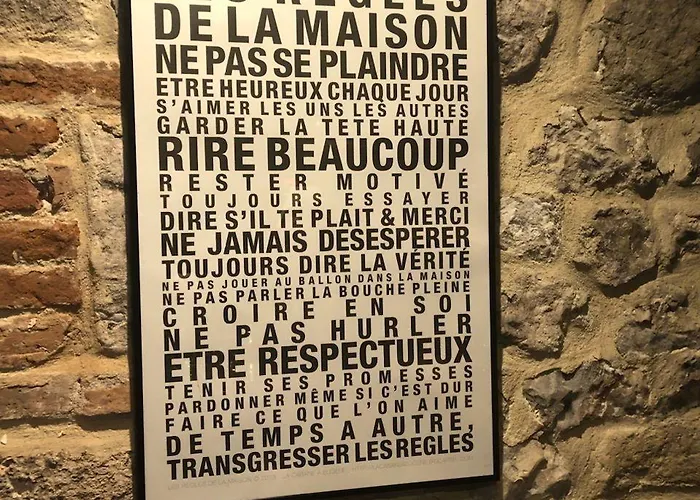 LES REGLES
DE LA MAISON
NE PAS SE PLAINDRE
ETRE HEUREUX CHAQUE JOUR
S'AIMER LES UNS LES AUTRES
GARDER LA TETE HAUTE
RIRE BEAUCOUP
RESTER MOTIVÉ
TOUJOURS ESSAYER
DIRE S'IL TE PLAIT & MERCI
NE JAMAIS DESESPERER
TOUJOURS DIRE LA VÉRITÉ
NE PAS JOUER AU BALLON DANS LA MAISON
NE PAS PARLER LA BOUCHE PLEINE
CROIRE EN SOI
NE PAS HURLER
ETRE RESPECTUEUX
TENIR SES PROMESSES
PARDONNER MÊME SI C'EST DUR
FAIRE CE QUE L'ON AIME
DE TEMPS A AUTRE,
TRANSGRESSER LES REGLES